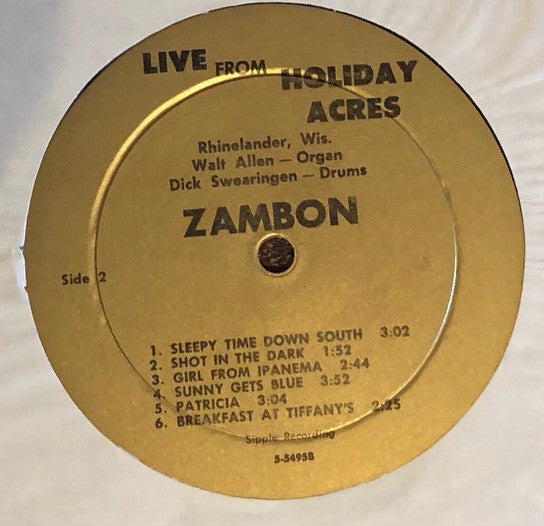 LIVE FROM HOLIDAY
ACRES
Rhinelander, Wis.
Walt Allen – Organ
Dick Swearingen – Drums
ZAMBON
Side 2
1. SLEEPY TIME DOWN SOUTH 3:02
2. SHOT IN THE DARK 1:52
3. GIRL FROM IPANEMA 2:44
4. SUNNY GETS BLUE 3:52
5. PATRICIA 3:04
6. BREAKFAST AT TIFFANY'S 2:25
Sipple Recording
5-5495B